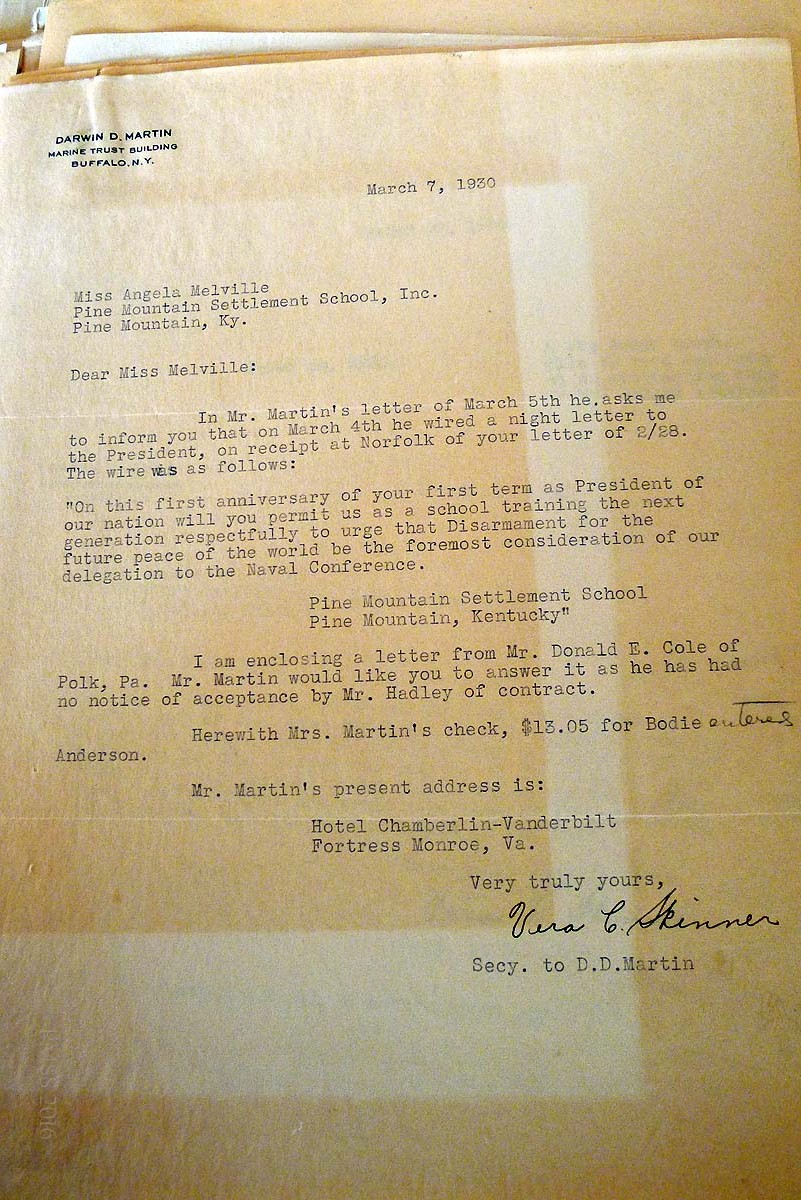 DARWIN D. MARTIN
MARINE TRUST BUILDING
BUFFALO, N.Y.
March 7, 1930
Miss Angela Melville
Pine Mountain Settlement School, Inc.
Pine Mountain, Ky.
Dear Miss Melville:
In Mr. Martin's letter of March 5th he.asks me
to inform you that on March 4th he wired a night letter to
the President, on receipt at Norfolk of your letter of 2/28.
The wire was as follows:
"On this first anniversary of your first term as President of
our nation will you permit us as a school training the next
generation respectfully to urge that Disarmament for the
future peace of the world be the foremost consideration of our
delegation to the Naval Conference.
Pine Mountain Settlement School
Pine Mountain, Kentucky"
I am enclosing a letter from Mr. Donald E. Cole of
Polk, Pa. Mr. Martin would like you to answer it as he has had
no notice of acceptance by Mr. Hadley of contract.
Herewith Mrs. Martin's check, $13.05 for Bodie entered
Anderson.
Mr. Martin's present address is:
Hotel Chamberlin-Vanderbilt
Fortress Monroe, Va.
Very truly yours,
Vera C. Skinner
Secy. to D.D.Martin